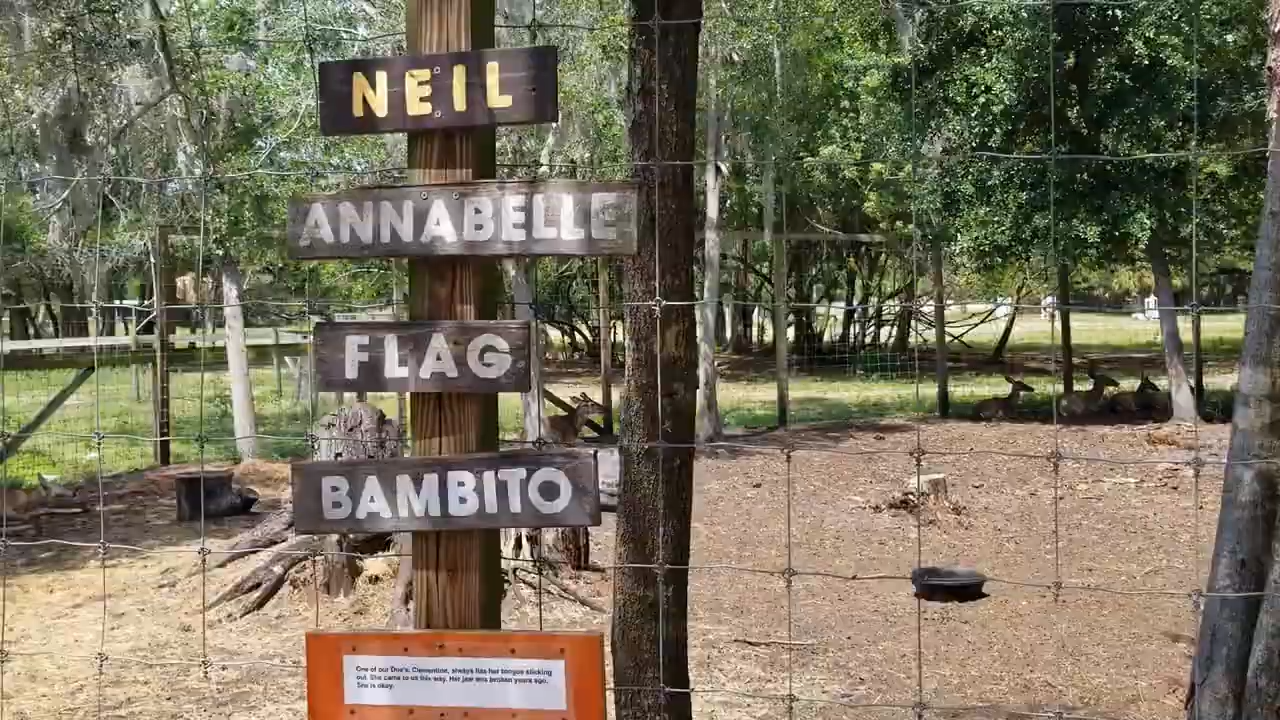 NEIL
ANNABELLE
FLAG
BAMBITO
One of our Doe's, Clementine, always has her tongue sticking
out. She came to us this way. Her jaw was broken years ago.
She is okay.